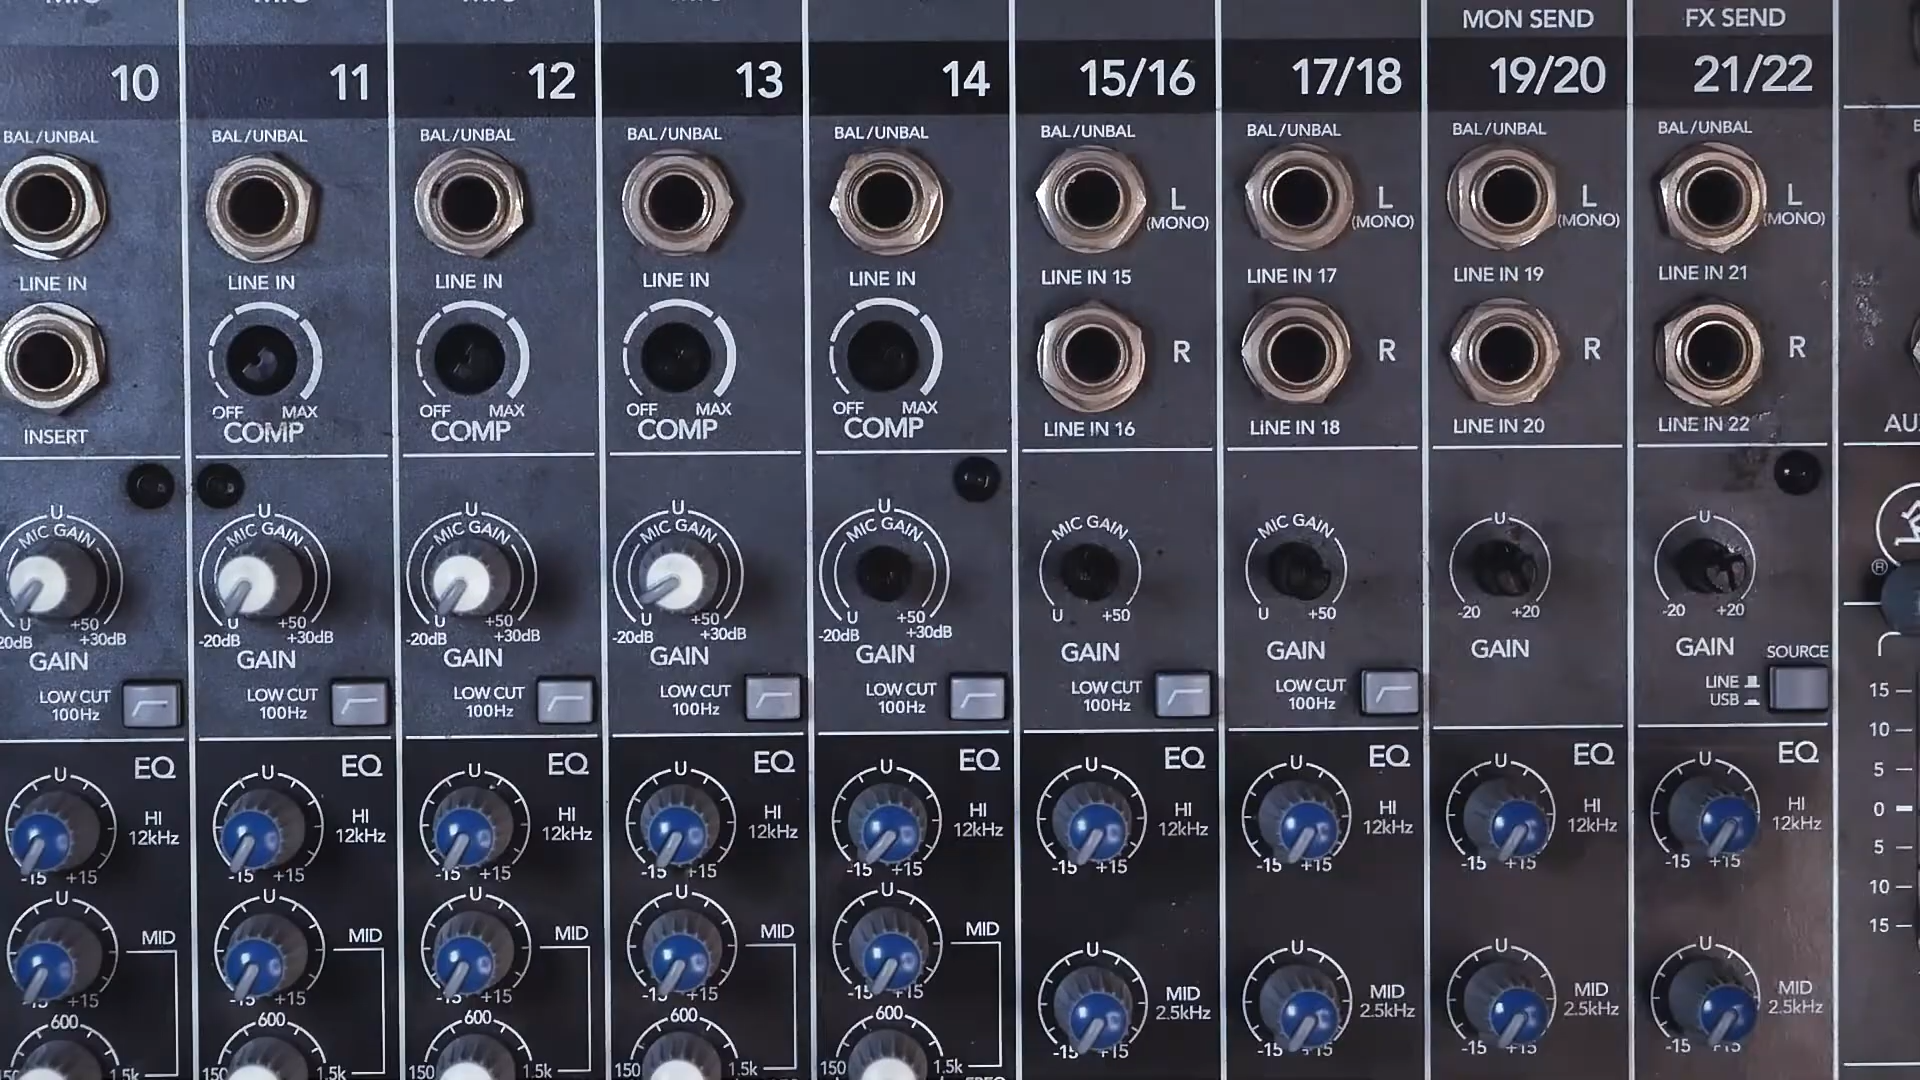 MON SEND FX SEND
10 11 12 13 14 15/16 17/18 19/20 21/22
BAL/UNBAL BAL/UNBAL BAL/UNBAL BAL/UNBAL BAL/UNBAL BAL/UNBAL BAL/UNBAL BAL/UNBAL BAL/UNBAL
L L L L
(MONO) (MONO) (MONO) (MONO)
LINE IN LINE IN LINE IN LINE IN LINE IN LINE IN 15 LINE IN 17 LINE IN 19 LINE IN 21
R R R R
OFF MAX OFF MAX OFF MAX OFF MAX
INSERT COMP COMP COMP COMP LINE IN 16 LINE IN 18 LINE IN 20 LINE IN 22
U U U U U U U
MIC GAIN MIC GAIN MIC GAIN MIC GAIN MIC GAIN MIC GAIN MIC GAIN
®
U +50 U +50 U +50 U +50 U +50 U +50 U +50 -20 +20 -20 +20
-20dB +30dB -20dB +30dB -20dB +30dB -20dB +30dB -20dB +30dB
GAIN GAIN GAIN GAIN GAIN GAIN GAIN GAIN GAIN SOURCE
LOW CUT LOW CUT LOW CUT LOW CUT LOW CUT LOW CUT LOW CUT LINE 15
100Hz 100Hz 100Hz 100Hz 100Hz 100Hz 100Hz USB
10
EQ EQ EQ EQ EQ EQ EQ EQ EQ
U U U U U U U U U 5
HI HI HI HI HI HI HI HI HI 0
12kHz 12kHz 12kHz 12kHz 12kHz 12kHz 12kHz 12kHz 12kHz
-15 +15 -15 +15 -15 +15 -15 +15 -15 +15 -15 +15 -15 +15 -15 +15 -15 +15 5
U U U U U 10
MID MID MID MID MID 15
U U U U
-15 +15 -15 +15 -15 +15 -15 +15 -15 +15
MID MID MID MID
2.5kHz 2.5kHz 2.5kHz 2.5kHz
600 600 600 600 600
-15 +15 -15 +15 -15 +15 -15 +15
1.5k 150 1.5k 150 1.5k 150 1.5k 150 1.5k